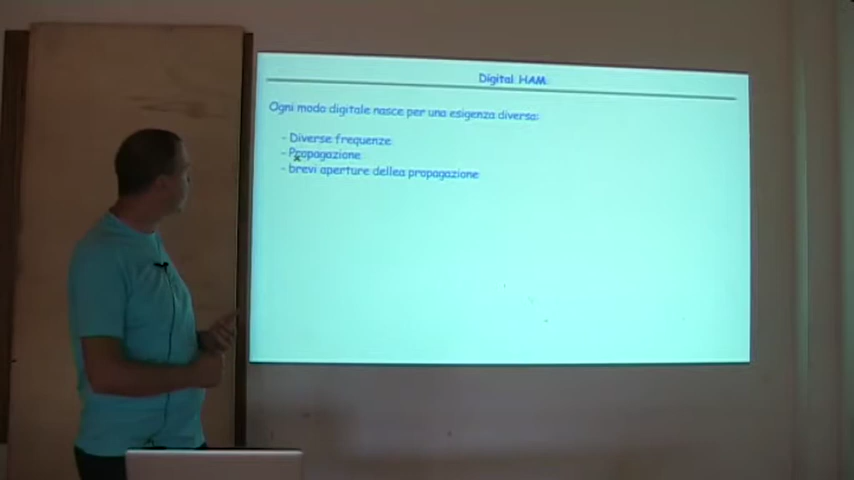 Digital HAM
Ogni modo digitale nasce per una esigenza diversa:
- Diverse frequenze
- Propagazione
- brevi aperture dellea propagazione